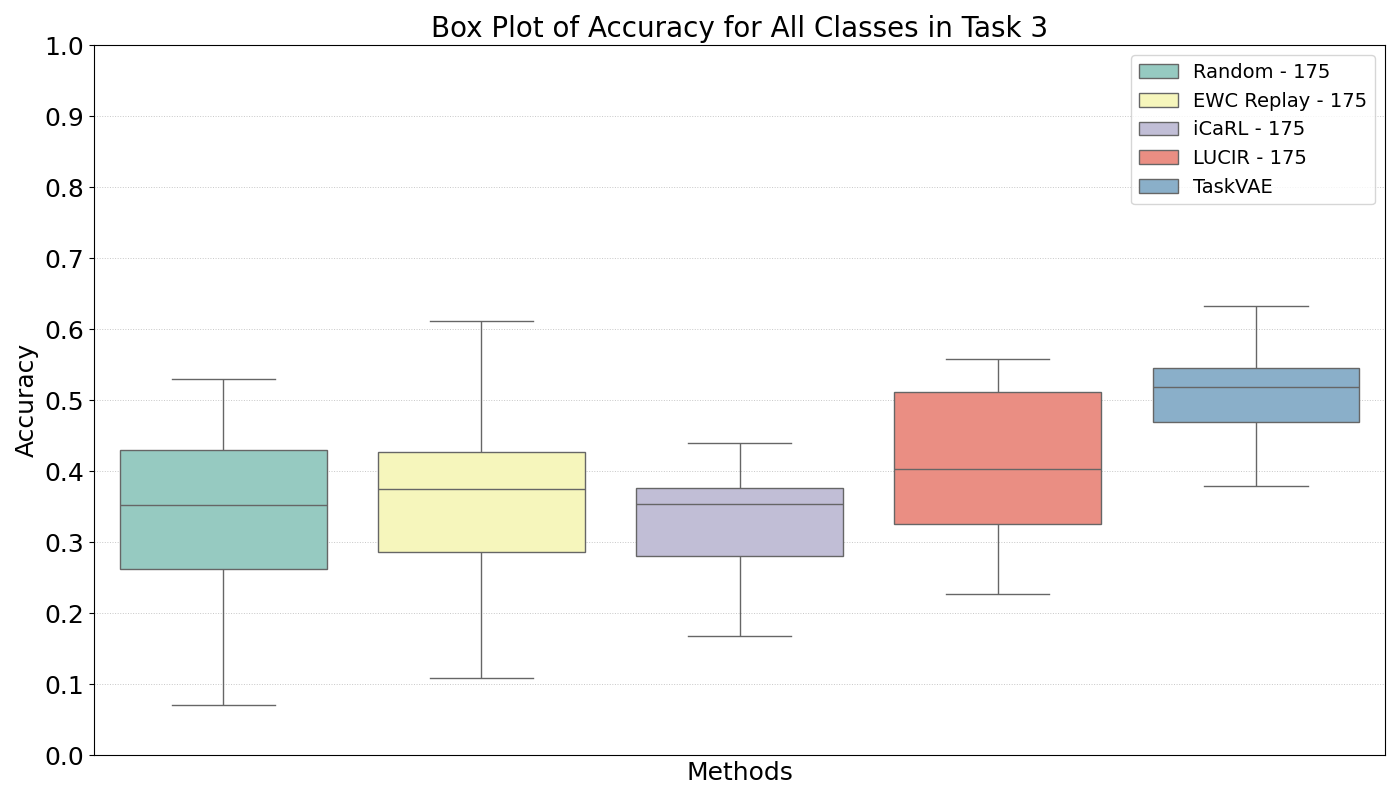 Box Plot of Accuracy for All Classes in Task 3
1.0
0.9
0.8
0.7
0.6
0.5
0.4
0.3
0.2
0.1
0.0
Accuracy
Methods
Random - 175
EWC Replay - 175
iCaRL - 175
LUCIR - 175
TaskVAE